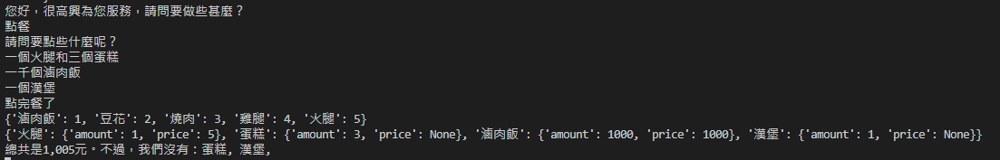 您好，很高興為您服務，請問要做些甚麼？
點餐
請問要點些什麼呢？
一個火腿和三個蛋糕
一千個滷肉飯
一個漢堡
點完餐了
{'滷肉飯': 1, '豆花': 2, '燒肉': 3, '雞腿': 4, '火腿': 5}
{'火腿': {'amount': 1, 'price': 5}, '蛋糕': {'amount': 3, 'price': None}, '滷肉飯': {'amount': 1000, 'price': 1000}, '漢堡': {'amount': 1, 'price': None}}
總共是1,005元。不過，我們沒有：蛋糕, 漢堡,